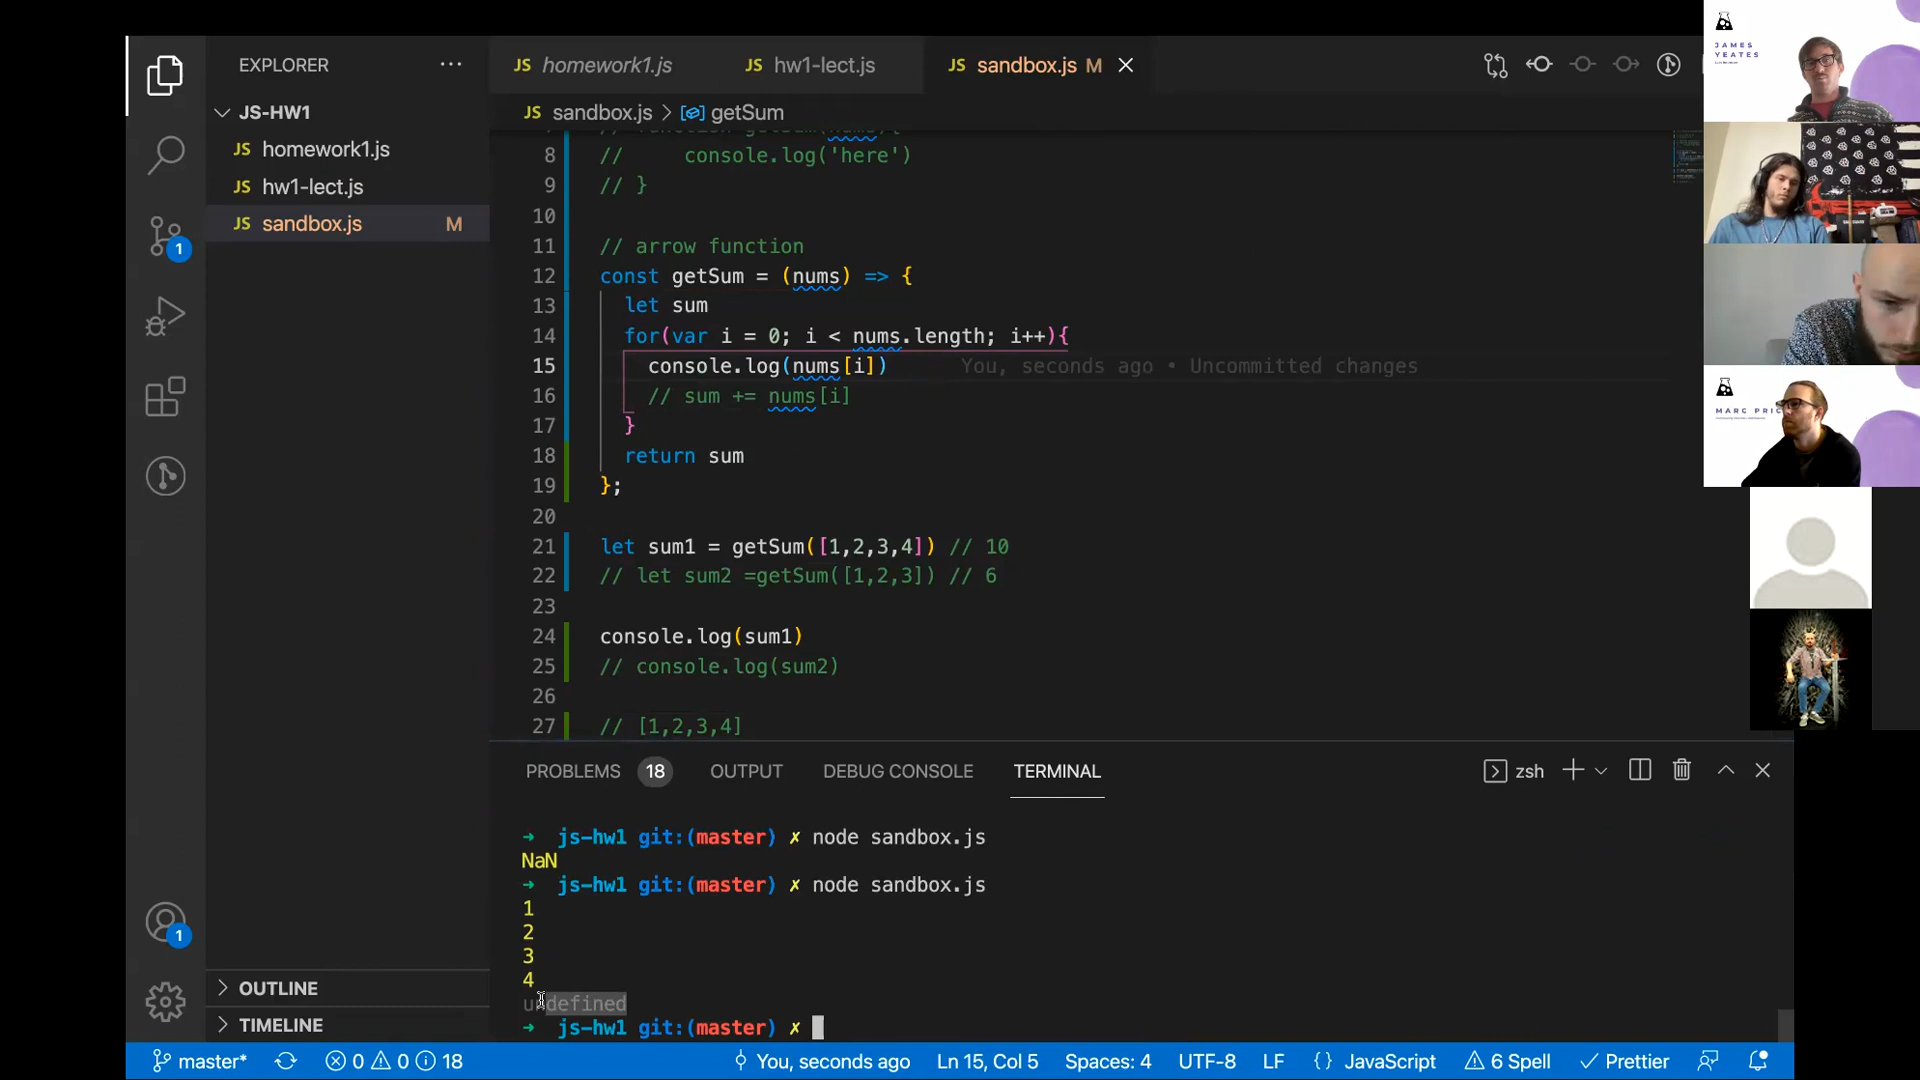 EXPLORER ···
JS homework1.js
JS hw1-lect.js
JS sandbox.js M
JS-HW1
JS homework1.js
JS hw1-lect.js
JS sandbox.js M
OUTLINE
TIMELINE
1
1
JS sandbox.js > getSum
// function getSum(nums){
8 // console.log('here')
9 // }
10
11 // arrow function
12 const getSum = (nums) => {
13 let sum
14 for(var i = 0; i < nums.length; i++){
15 console.log(nums[i]) You, seconds ago • Uncommitted changes
16 // sum += nums[i]
17 }
18 return sum
19 };
20
21 let sum1 = getSum([1,2,3,4]) // 10
22 // let sum2 =getSum([1,2,3]) // 6
23
24 console.log(sum1)
25 // console.log(sum2)
26
27 // [1,2,3,4]
PROBLEMS 18 OUTPUT DEBUG CONSOLE TERMINAL zsh
→ js-hw1 git:(master) ✗ node sandbox.js
NaN
→ js-hw1 git:(master) ✗ node sandbox.js
1
2
3
4
undefined
→ js-hw1 git:(master) ✗
master* 0 0 18 You, seconds ago Ln 15, Col 5 Spaces: 4 UTF-8 LF {} JavaScript 6 Spell Prettier
JAMES
YEATES